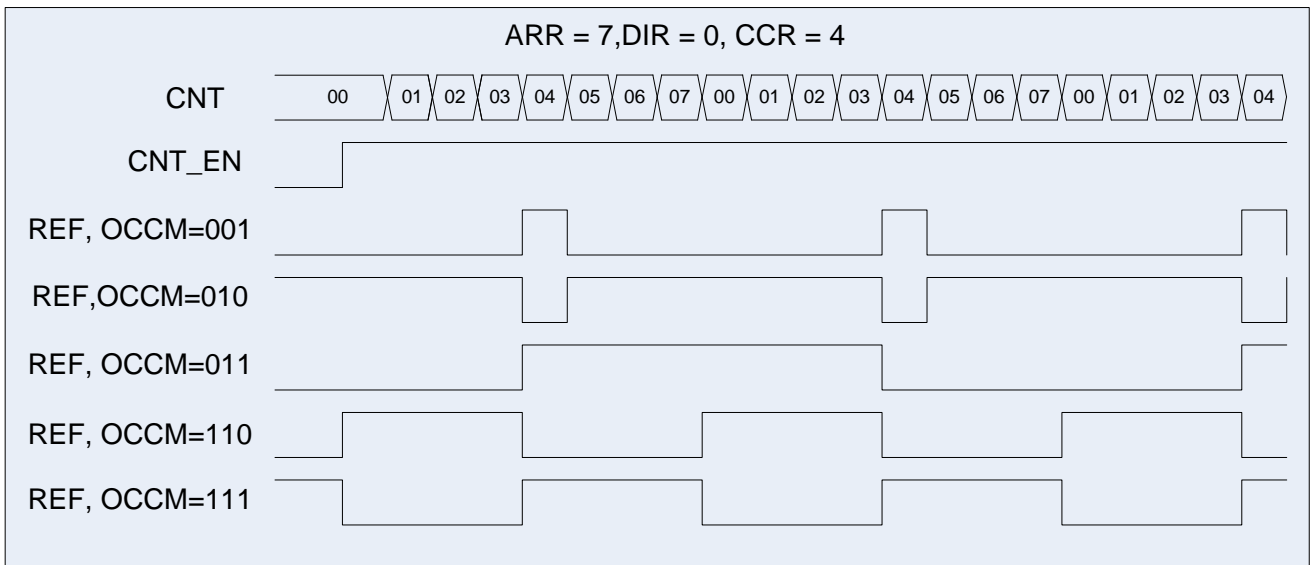 ARR = 7,DIR = 0, CCR = 4
CNT 00 01 02 03 04 05 06 07 00 01 02 03 04 05 06 07 00 01 02 03 04
CNT_EN
REF, OCCM=001
REF,OCCM=010
REF, OCCM=011
REF, OCCM=110
REF, OCCM=111